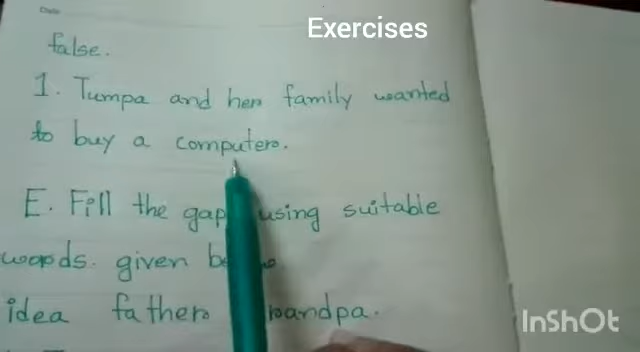 Date
Exercises
false.
1. Tumpa and her family wanted
to buy a computer.
E. Fill the gap using suitable
words. given
idea father
InShOt